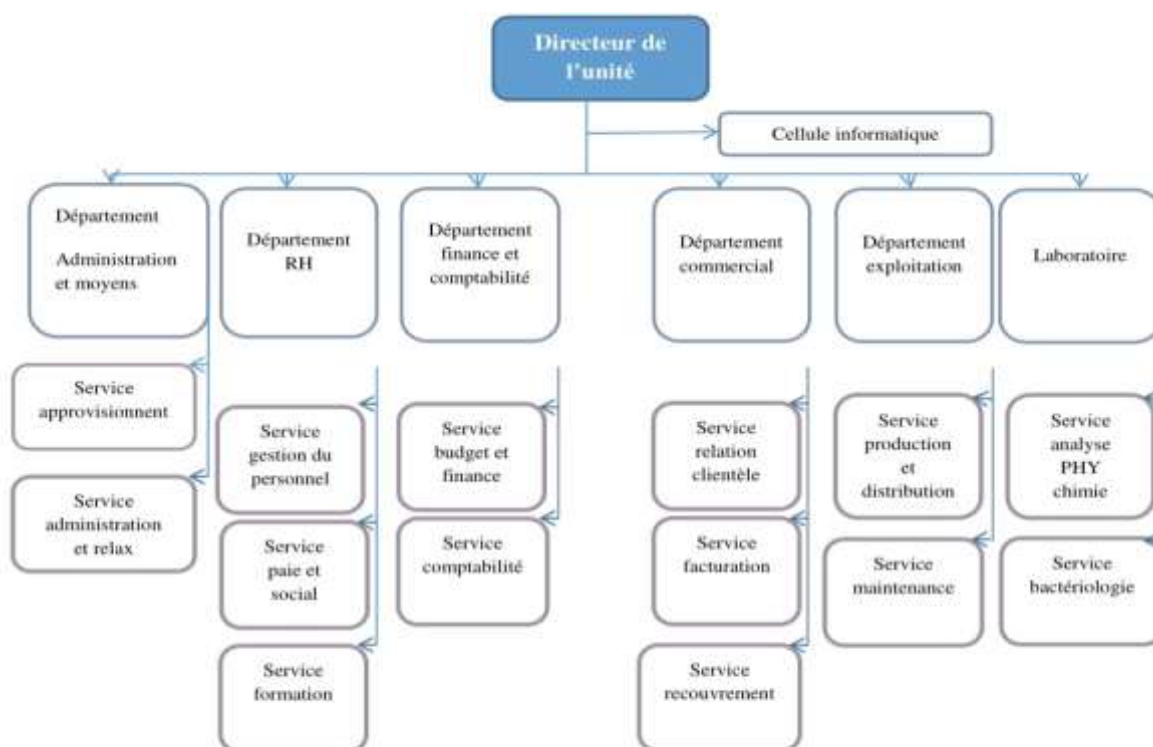 Directeur de
l'unité
Cellule informatique
Département
Administration
et moyens
Département
RH
Département
finance et
comptabilité
Département
commercial
Département
exploitation
Laboratoire
Service
approvisionnent
Service
administration
et relax
Service
gestion du
personnel
Service
paie et
social
Service
formation
Service
budget et
finance
Service
comptabilité
Service
relation
clientèle
Service
facturation
Service
recouvrement
Service
production
et
distribution
Service
maintenance
Service
analyse
PHY
chimie
Service
bactériologie